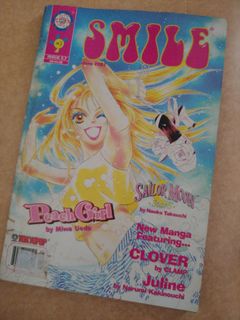 SMILE
SAILOR MOON
by Naoko Takeuchi
Peach Girl
by Miwa Ueda
New Manga
Featuring...
CLOVER
by CLAMP
Juline
by Narumi Kakinouchi